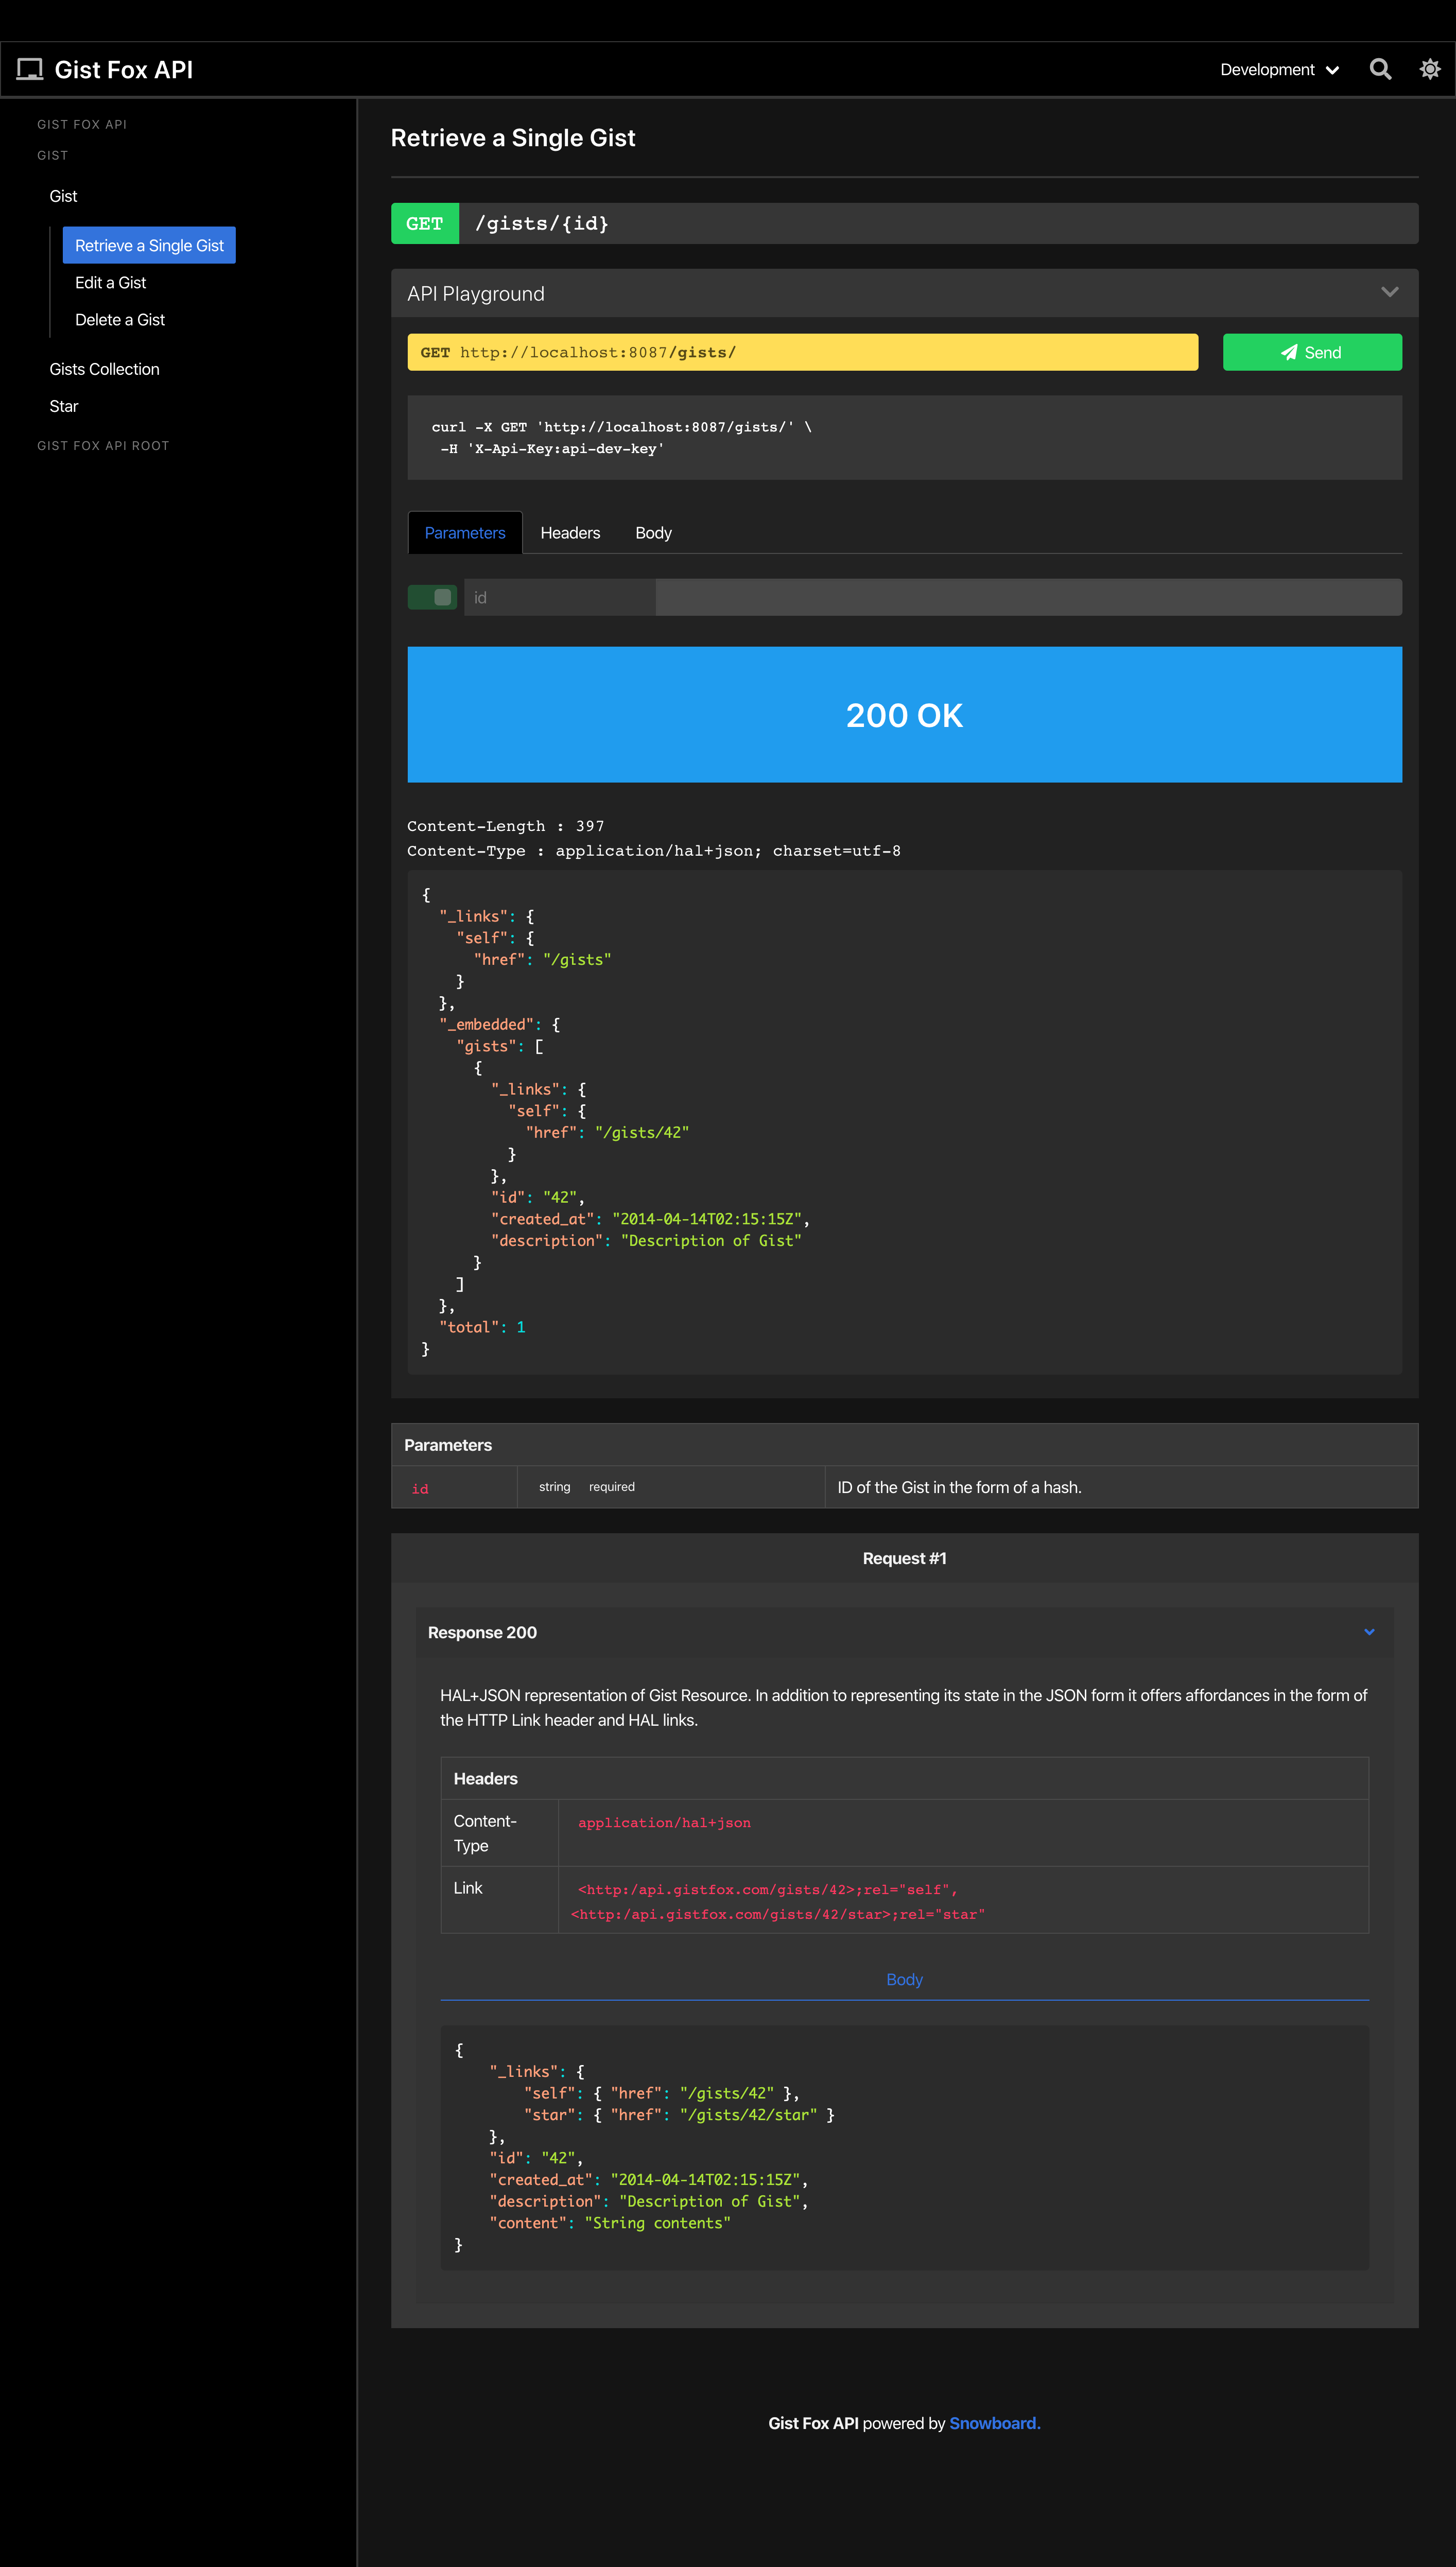 Gist Fox API
Development
GIST FOX API
GIST
Gist
Retrieve a Single Gist
Edit a Gist
Delete a Gist
Gists Collection
Star
GIST FOX API ROOT
Retrieve a Single Gist
GET /gists/{id}
API Playground
GET http://localhost:8087/gists/
Send
curl -X GET 'http://localhost:8087/gists/' \
 -H 'X-Api-Key:api-dev-key'
Parameters Headers Body
id
200 OK
Content-Length : 397
Content-Type : application/hal+json; charset=utf-8
{
  "_links": {
    "self": {
      "href": "/gists"
    }
  },
  "_embedded": {
    "gists": [
      {
        "_links": {
          "self": {
            "href": "/gists/42"
          }
        },
        "id": "42",
        "created_at": "2014-04-14T02:15:15Z",
        "description": "Description of Gist"
      }
    ]
  },
  "total": 1
}
Parameters
id string required ID of the Gist in the form of a hash.
Request #1
Response 200
HAL+JSON representation of Gist Resource. In addition to representing its state in the JSON form it offers affordances in the form of
the HTTP Link header and HAL links.
Headers
Content-
Type
application/hal+json
Link
<http:/api.gistfox.com/gists/42>;rel="self",
<http:/api.gistfox.com/gists/42/star>;rel="star"
Body
{
    "_links": {
        "self": { "href": "/gists/42" },
        "star": { "href": "/gists/42/star" }
    },
    "id": "42",
    "created_at": "2014-04-14T02:15:15Z",
    "description": "Description of Gist",
    "content": "String contents"
}
Gist Fox API powered by Snowboard.